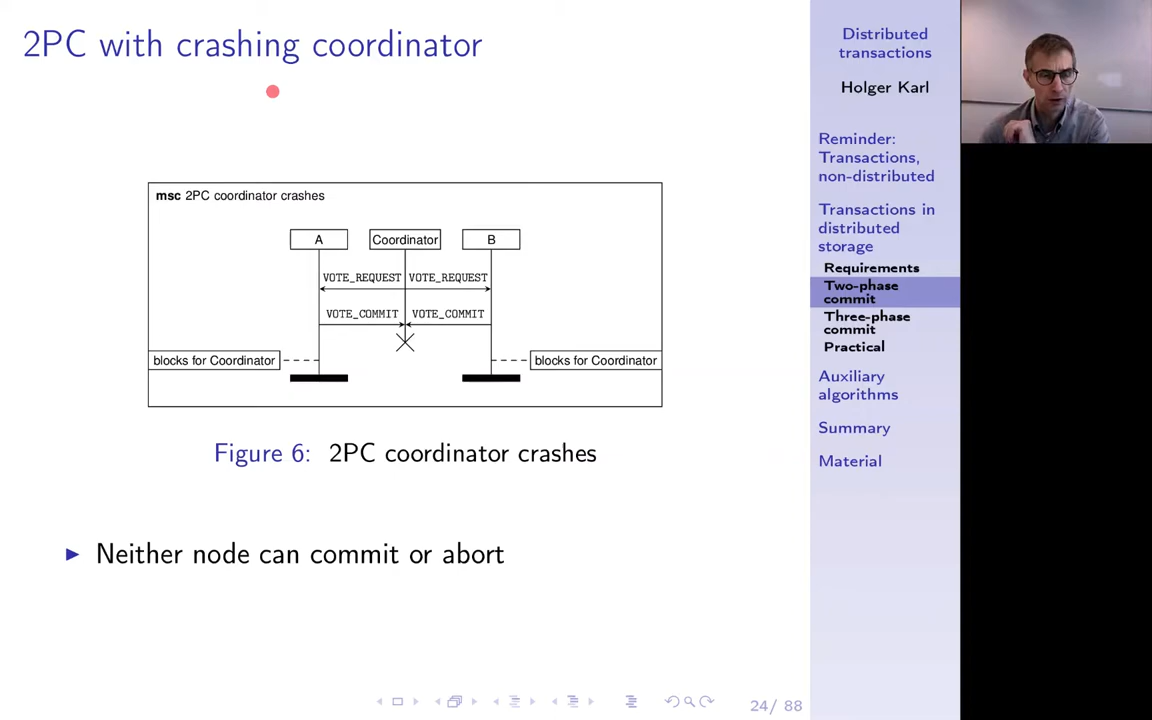 2PC with crashing coordinator
msc 2PC coordinator crashes
A
Coordinator
B
VOTE_REQUEST
VOTE_REQUEST
VOTE_COMMIT
VOTE_COMMIT
blocks for Coordinator
blocks for Coordinator
Figure 6: 2PC coordinator crashes
Neither node can commit or abort
24/ 88
Distributed
transactions
Holger Karl
Reminder:
Transactions,
non-distributed
Transactions in
distributed
storage
Requirements
Two-phase
commit
Three-phase
commit
Practical
Auxiliary
algorithms
Summary
Material